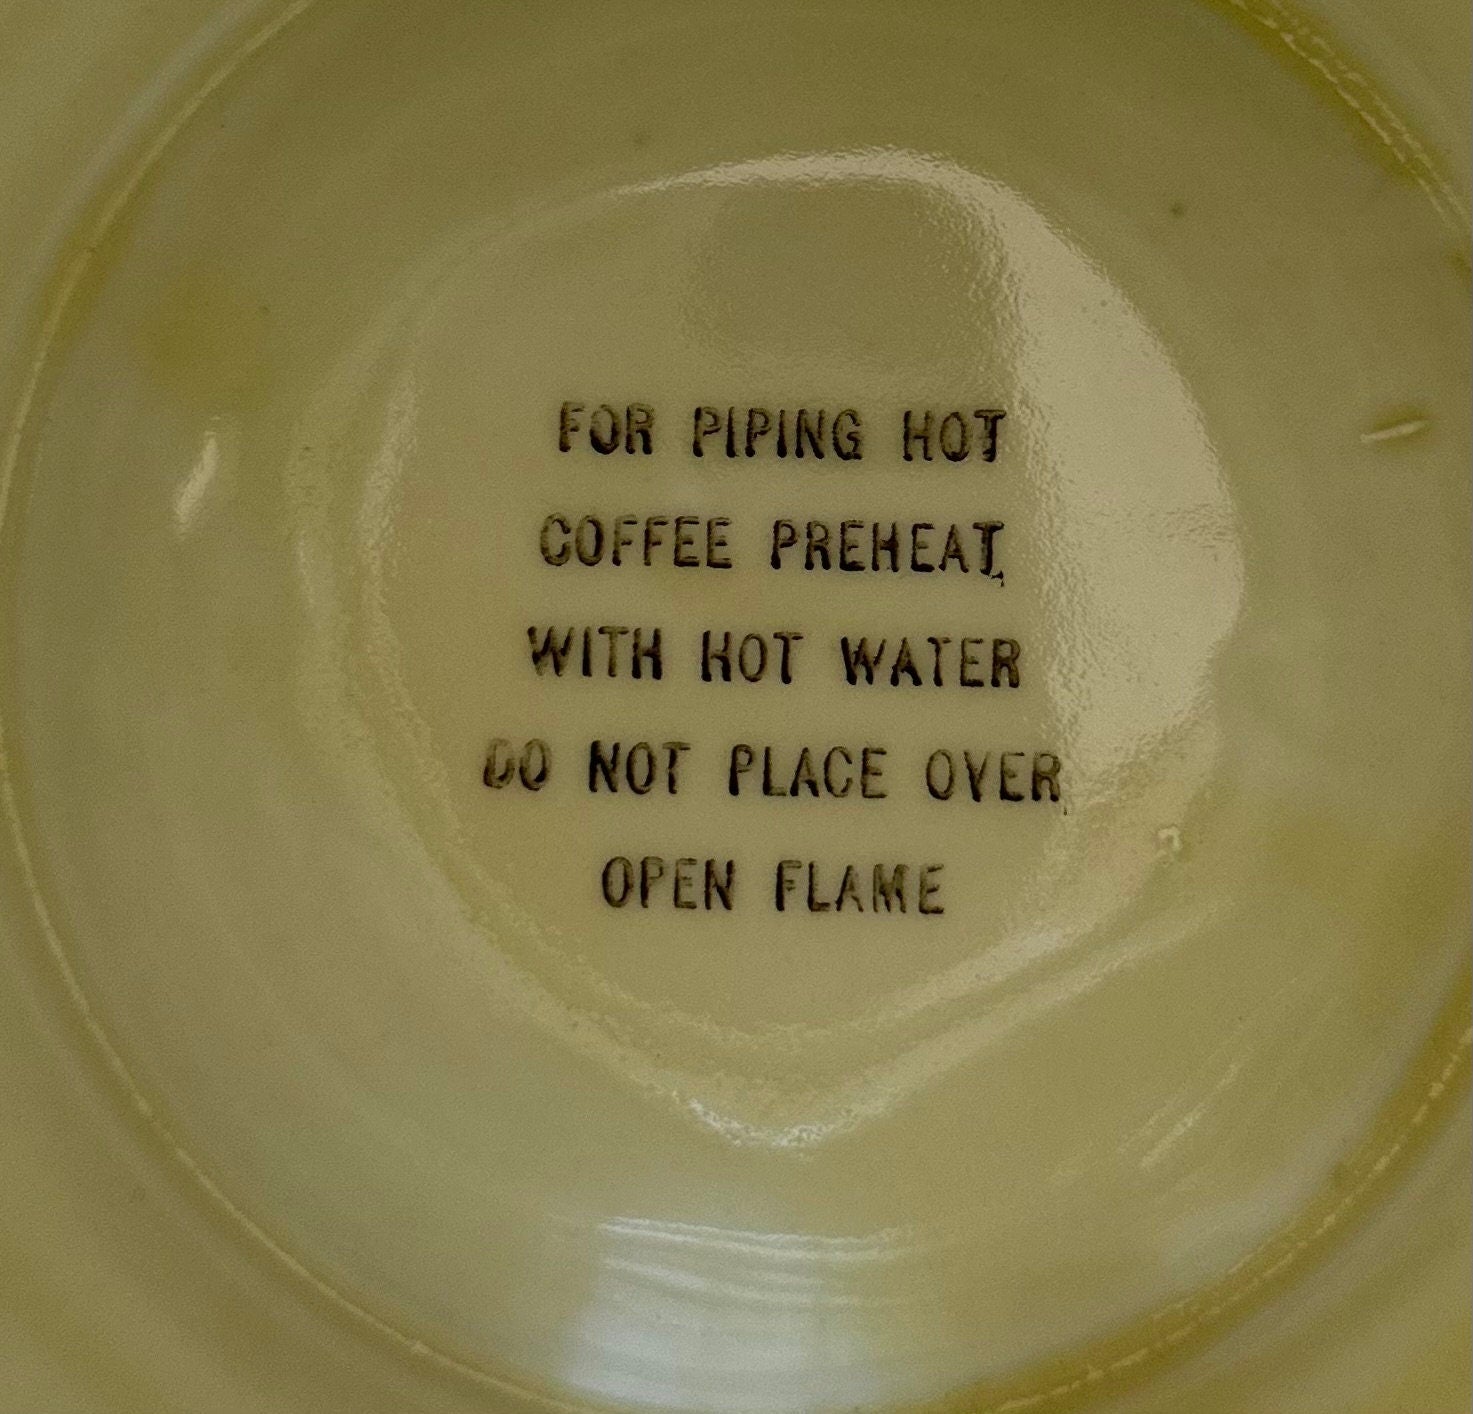 FOR PIPING HOT
COFFEE PREHEAT
WITH HOT WATER
DO NOT PLACE OVER
OPEN FLAME